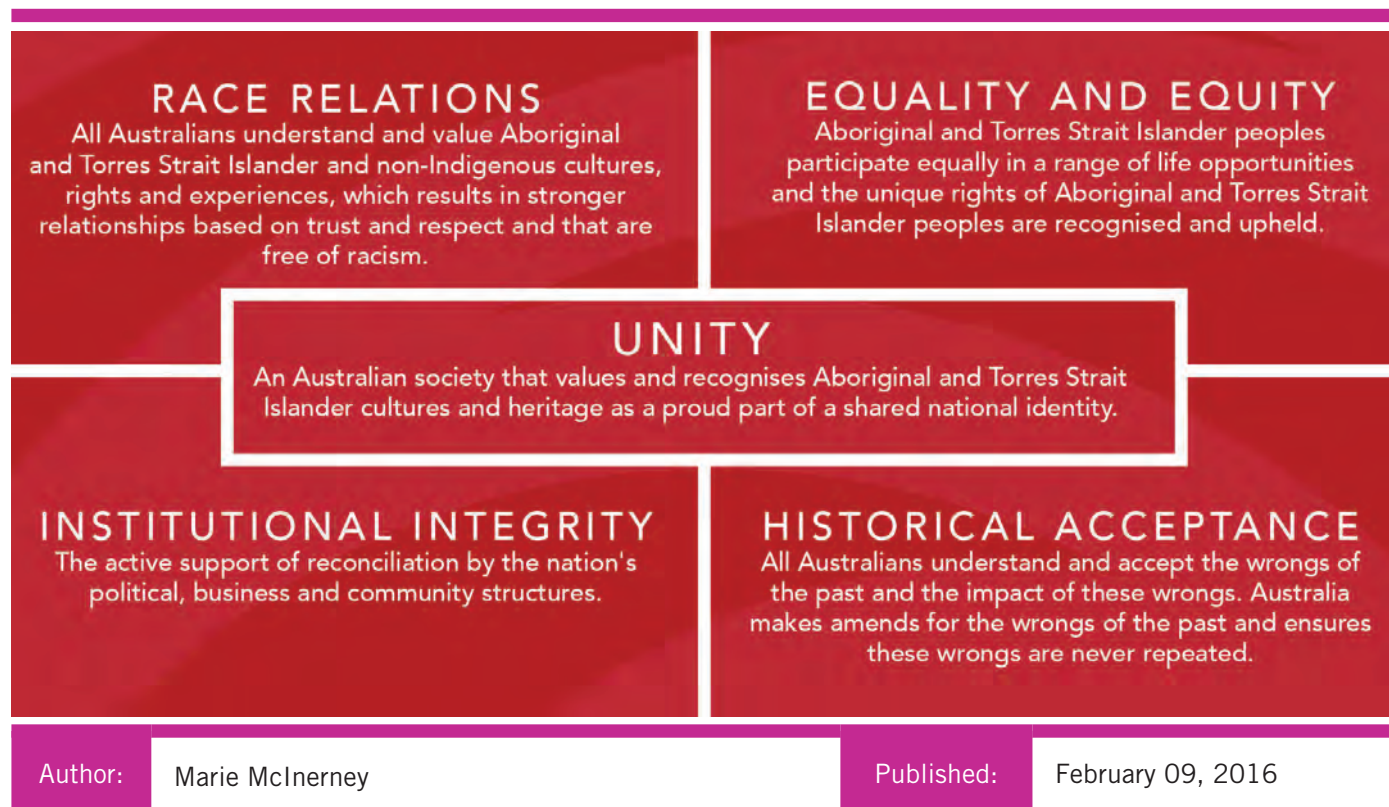 RACE RELATIONS
All Australians understand and value Aboriginal
and Torres Strait Islander and non-Indigenous cultures,
rights and experiences, which results in stronger
relationships based on trust and respect and that are
free of racism.
EQUALITY AND EQUITY
Aboriginal and Torres Strait Islander peoples
participate equally in a range of life opportunities
and the unique rights of Aboriginal and Torres Strait
Islander peoples are recognised and upheld.
UNITY
An Australian society that values and recognises Aboriginal and Torres Strait
Islander cultures and heritage as a proud part of a shared national identity.
INSTITUTIONAL INTEGRITY
The active support of reconciliation by the nation's
political, business and community structures.
HISTORICAL ACCEPTANCE
All Australians understand and accept the wrongs of
the past and the impact of these wrongs. Australia
makes amends for the wrongs of the past and ensures
these wrongs are never repeated.
Author: Marie McInerney
Published: February 09, 2016